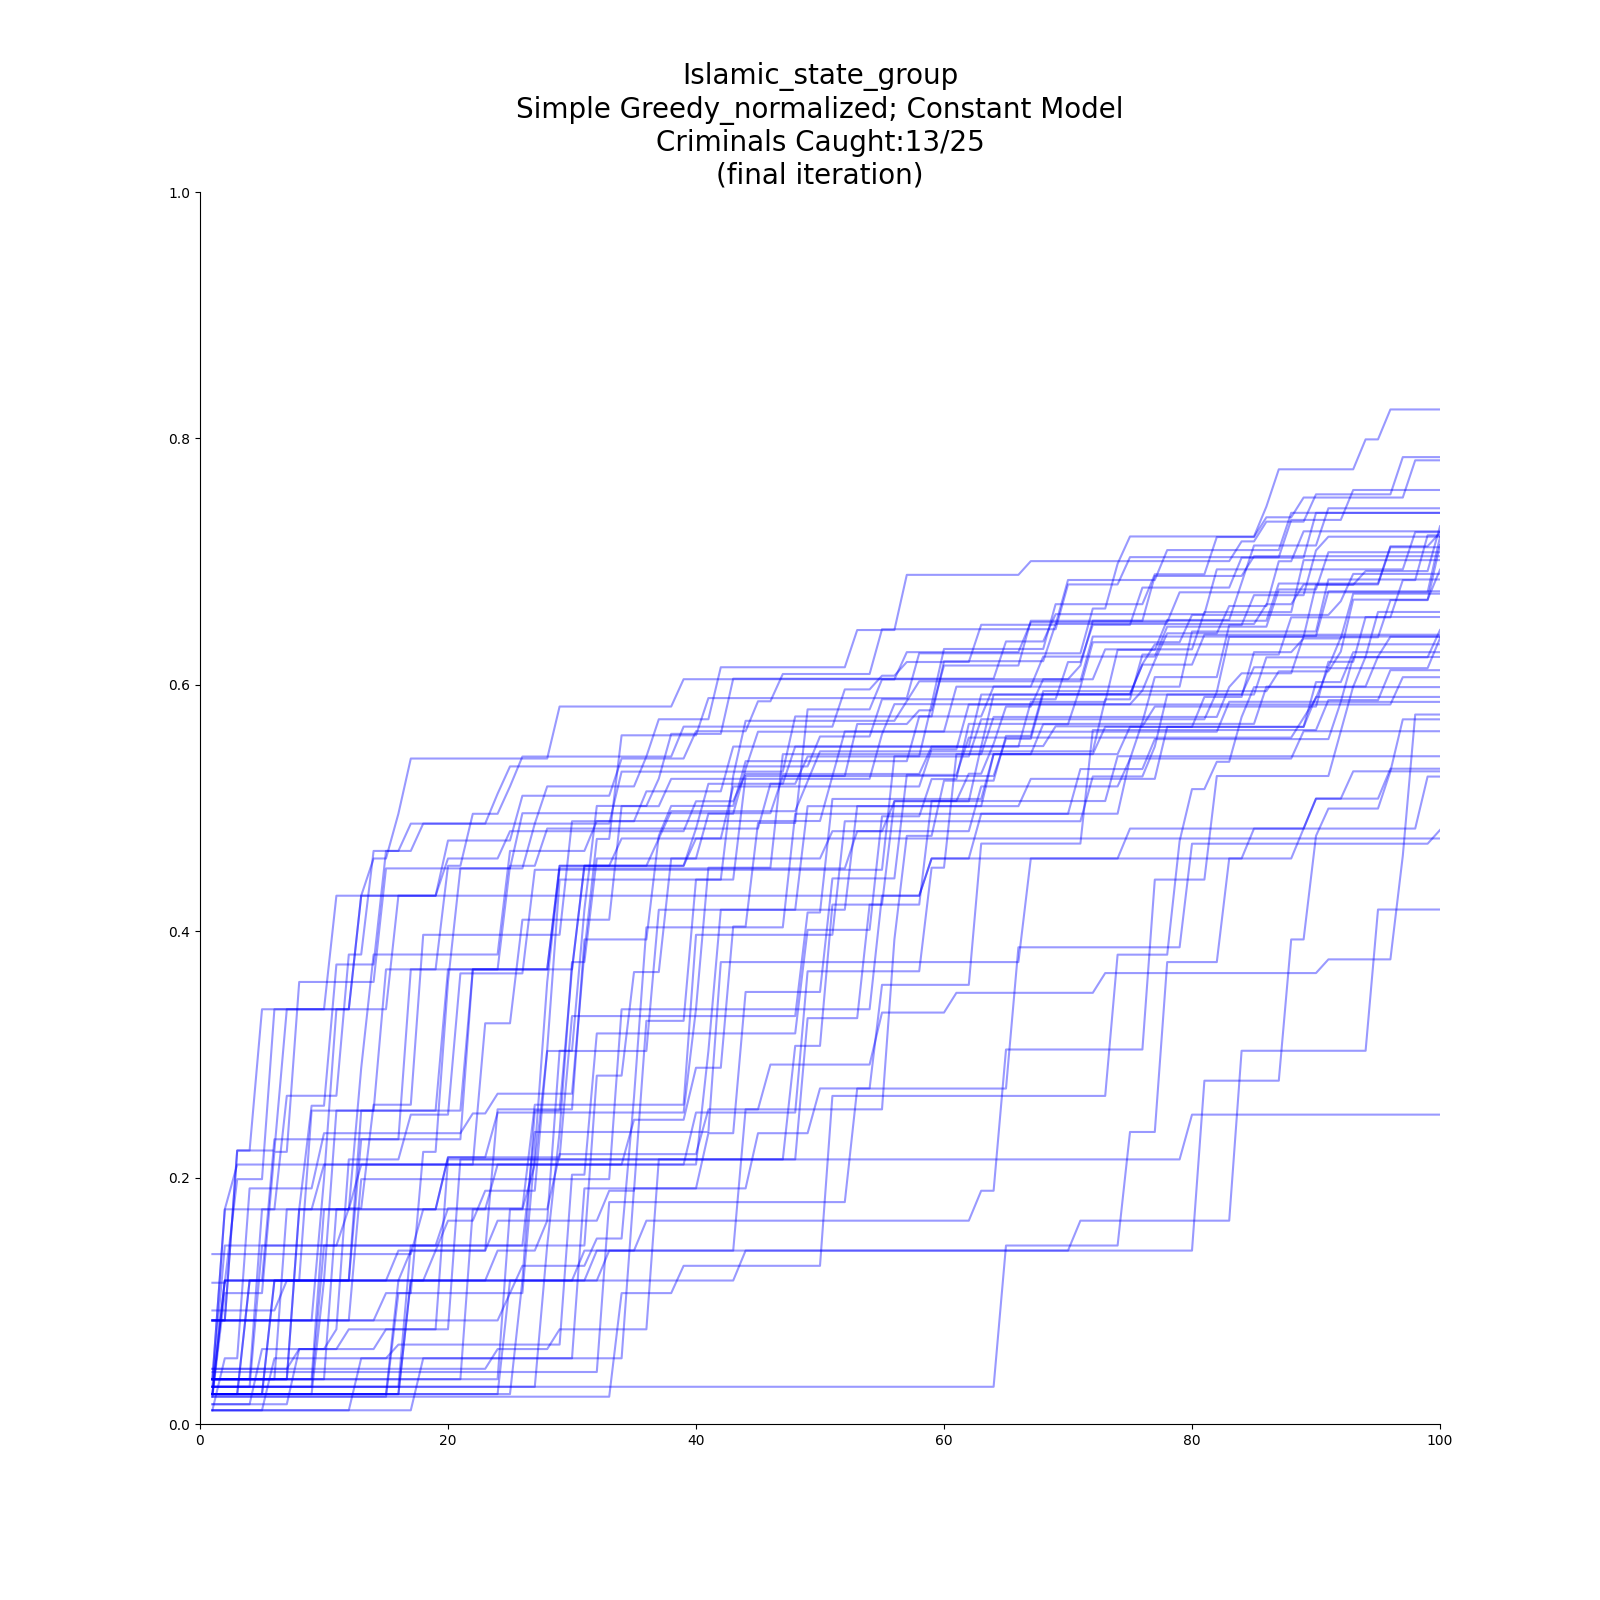 Islamic_state_group
Simple Greedy_normalized; Constant Model
Criminals Caught:13/25
(final iteration)
1.0
0.8
0.6
0.4
0.2
0.0
0 20 40 60 80 100